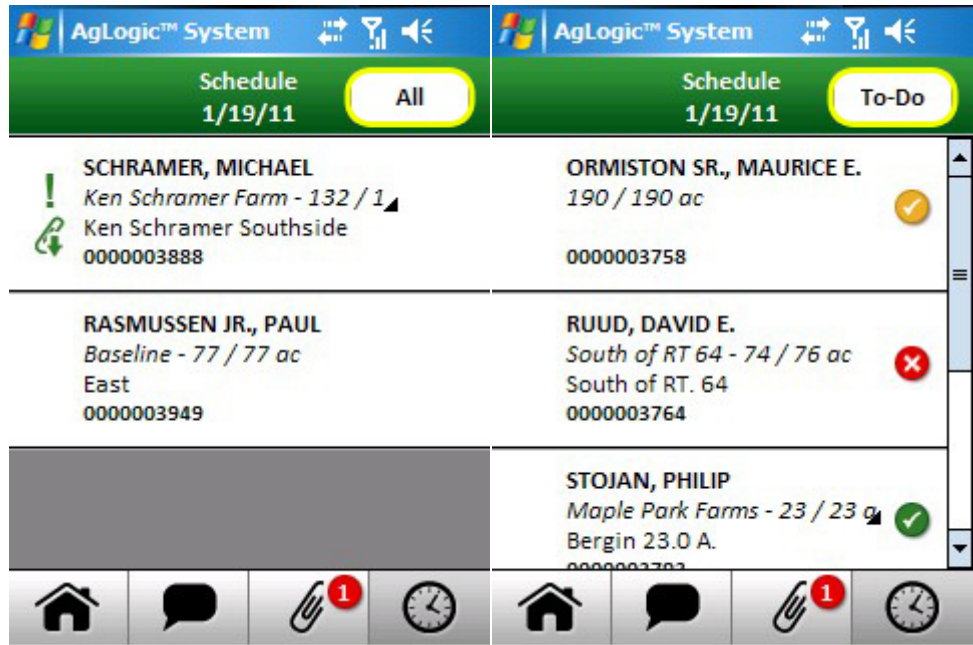 AgLogic™ System
Schedule
1/19/11
All
SCHRAMER, MICHAEL
Ken Schramer Farm - 132 / 1
Ken Schramer Southside
0000003888
RASMUSSEN JR., PAUL
Baseline - 77 / 77 ac
East
0000003949
1
AgLogic™ System
Schedule
1/19/11
To-Do
ORMISTON SR., MAURICE E.
190 / 190 ac
0000003758
RUUD, DAVID E.
South of RT 64 - 74 / 76 ac
South of RT. 64
0000003764
STOJAN, PHILIP
Maple Park Farms - 23 / 23 a
Bergin 23.0 A.
1